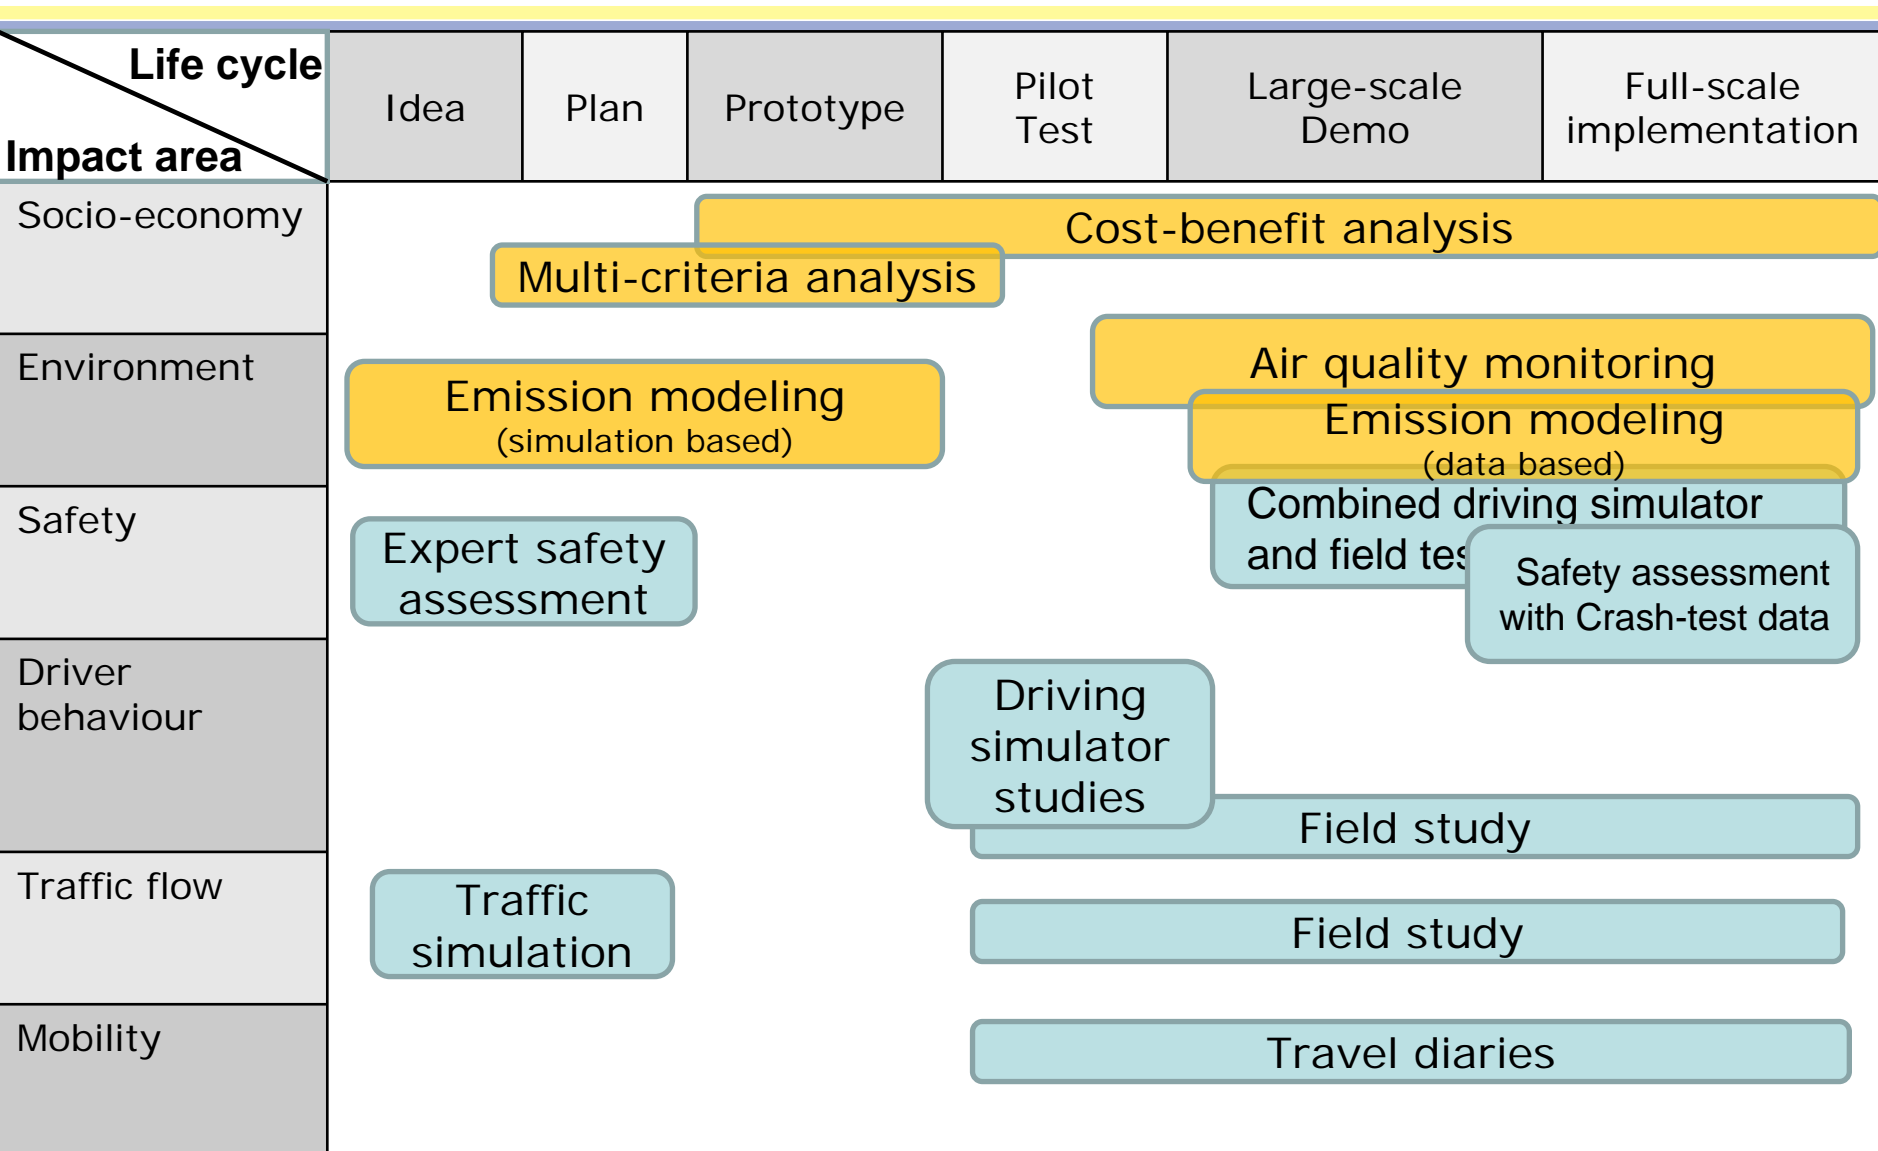 Life cycle
Impact area
Idea
Plan
Prototype
Pilot
Test
Large-scale
Demo
Full-scale
implementation
Socio-economy
Cost-benefit analysis
Multi-criteria analysis
Environment
Air quality monitoring
Emission modeling
(simulation based)
Emission modeling
(data based)
Safety
Expert safety
assessment
Combined driving simulator
and field
Safety assessment
with Crash-test data
Driver
behaviour
Driving
simulator
studies
Field study
Traffic flow
Traffic
simulation
Field study
Mobility
Travel diaries